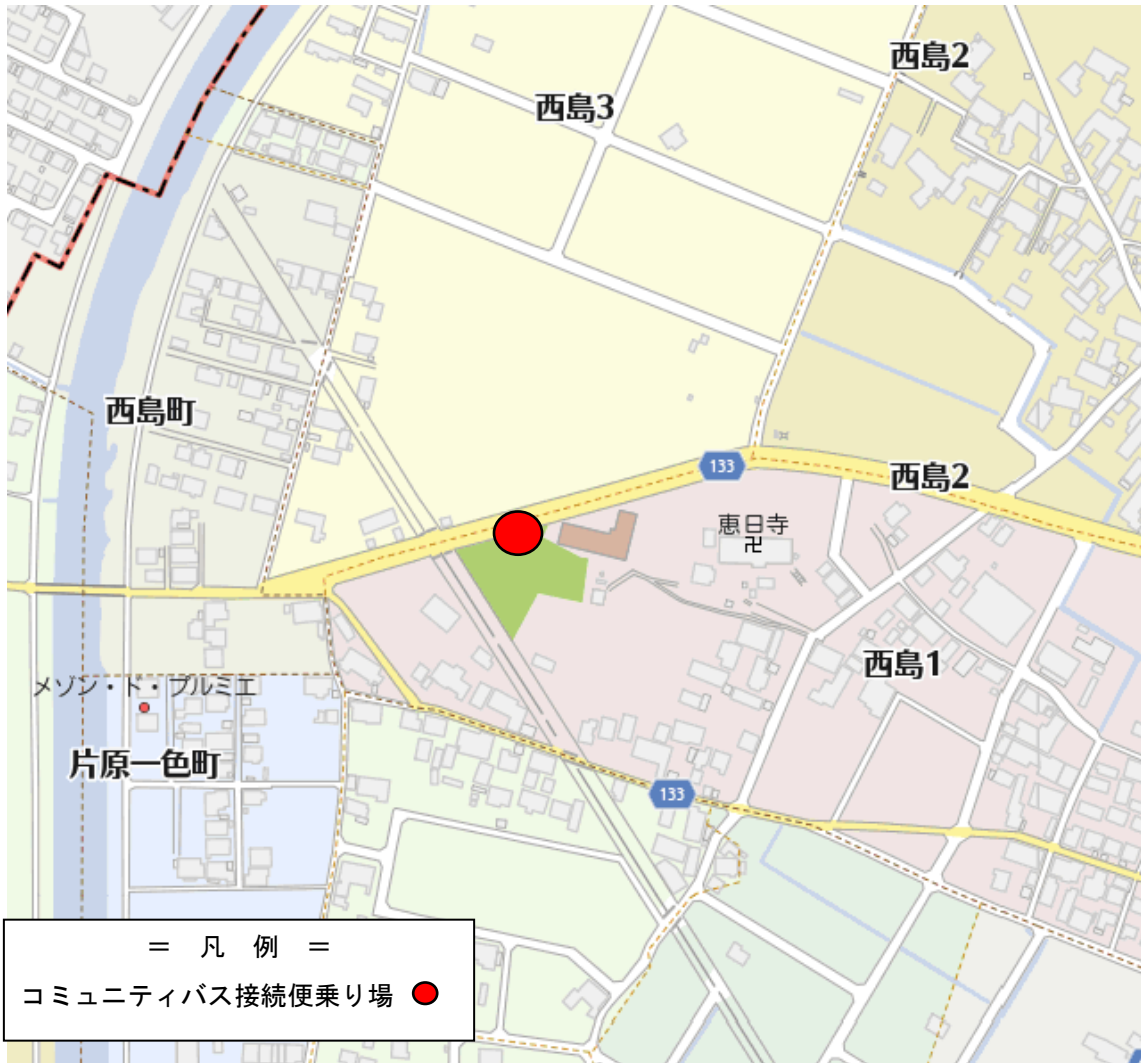 西島2
西島3
西島町
133
西島2
恵日寺
西島1
メゾン・ド・プルミエ
片原一色町
133
＝ 凡 例 ＝
コミュニティバス接続便乗り場